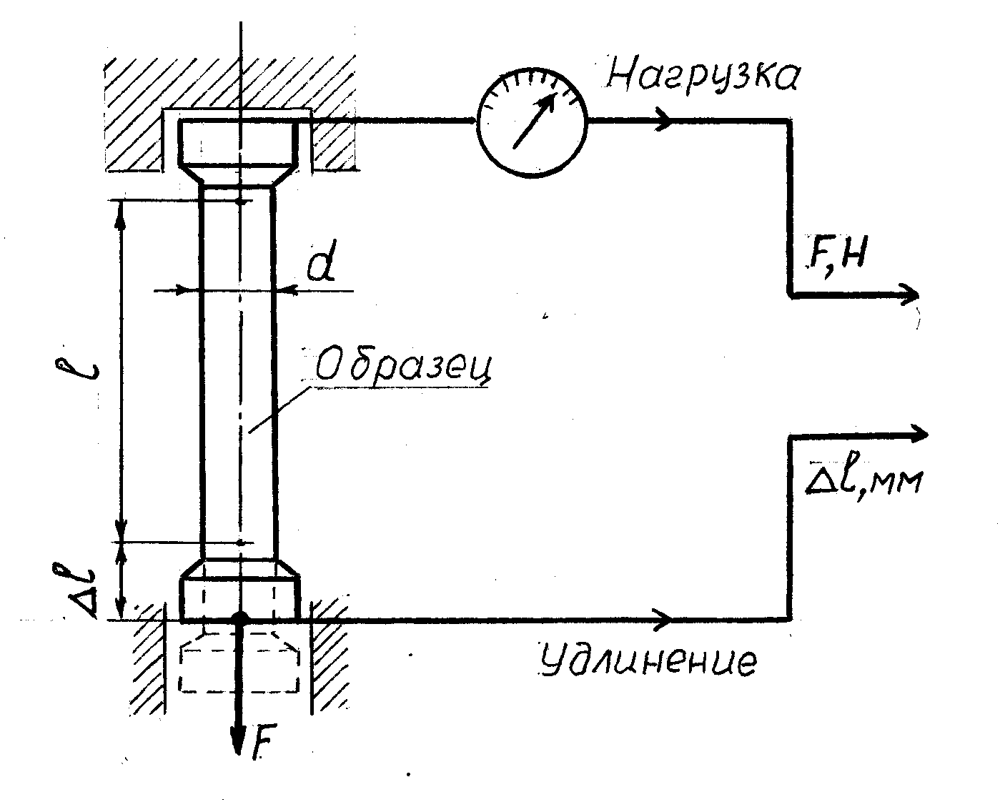 Нагрузка
F,Н
d
l
Образец
Δl,мм
Δl
Удлинение
F